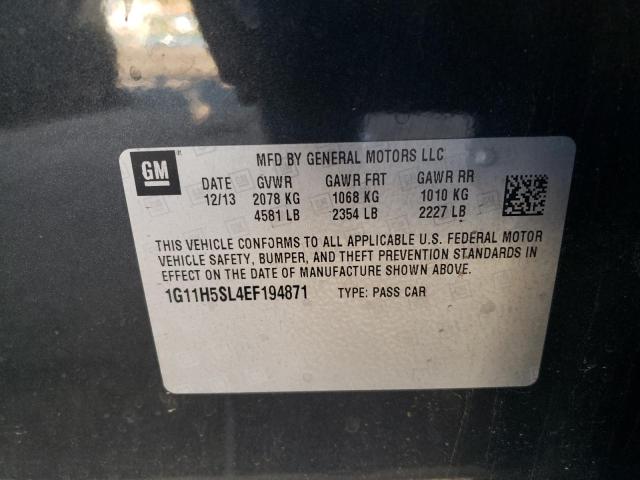 GM
MFD BY GENERAL MOTORS LLC
DATE GVWR GAWR FRT GAWR RR
12/13 2078 KG 1068 KG 1010 KG
4581 LB 2354 LB 2227 LB
THIS VEHICLE CONFORMS TO ALL APPLICABLE U.S. FEDERAL MOTOR
VEHICLE SAFETY, BUMPER, AND THEFT PREVENTION STANDARDS IN
EFFECT ON THE DATE OF MANUFACTURE SHOWN ABOVE.
1G11H5SL4EF194871 TYPE: PASS CAR